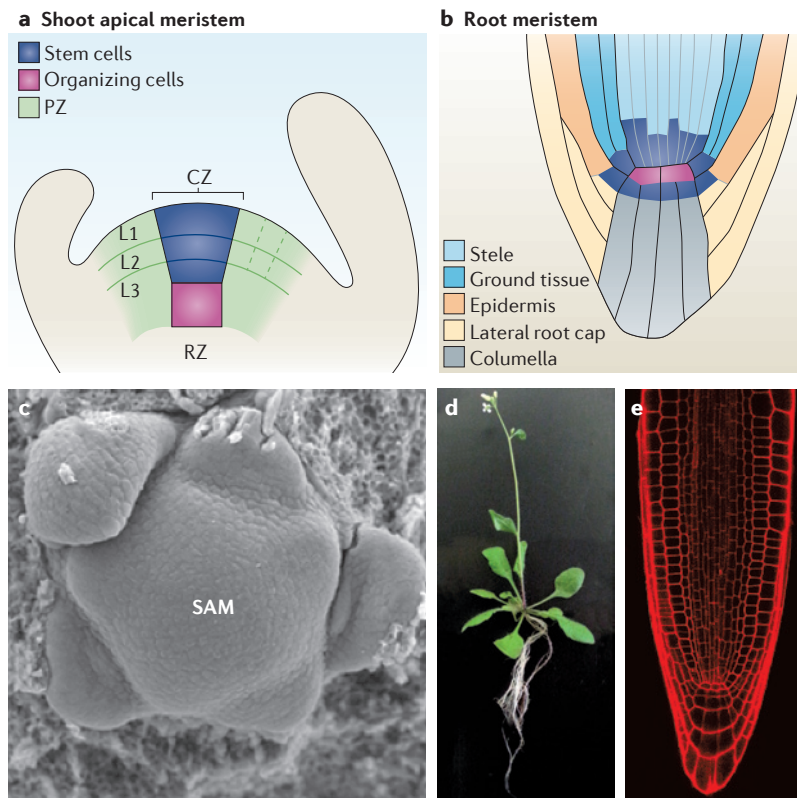 a Shoot apical meristem
Stem cells
Organizing cells
PZ
CZ
L1
L2
L3
RZ
b Root meristem
Stele
Ground tissue
Epidermis
Lateral root cap
Columella
c
SAM
d
e